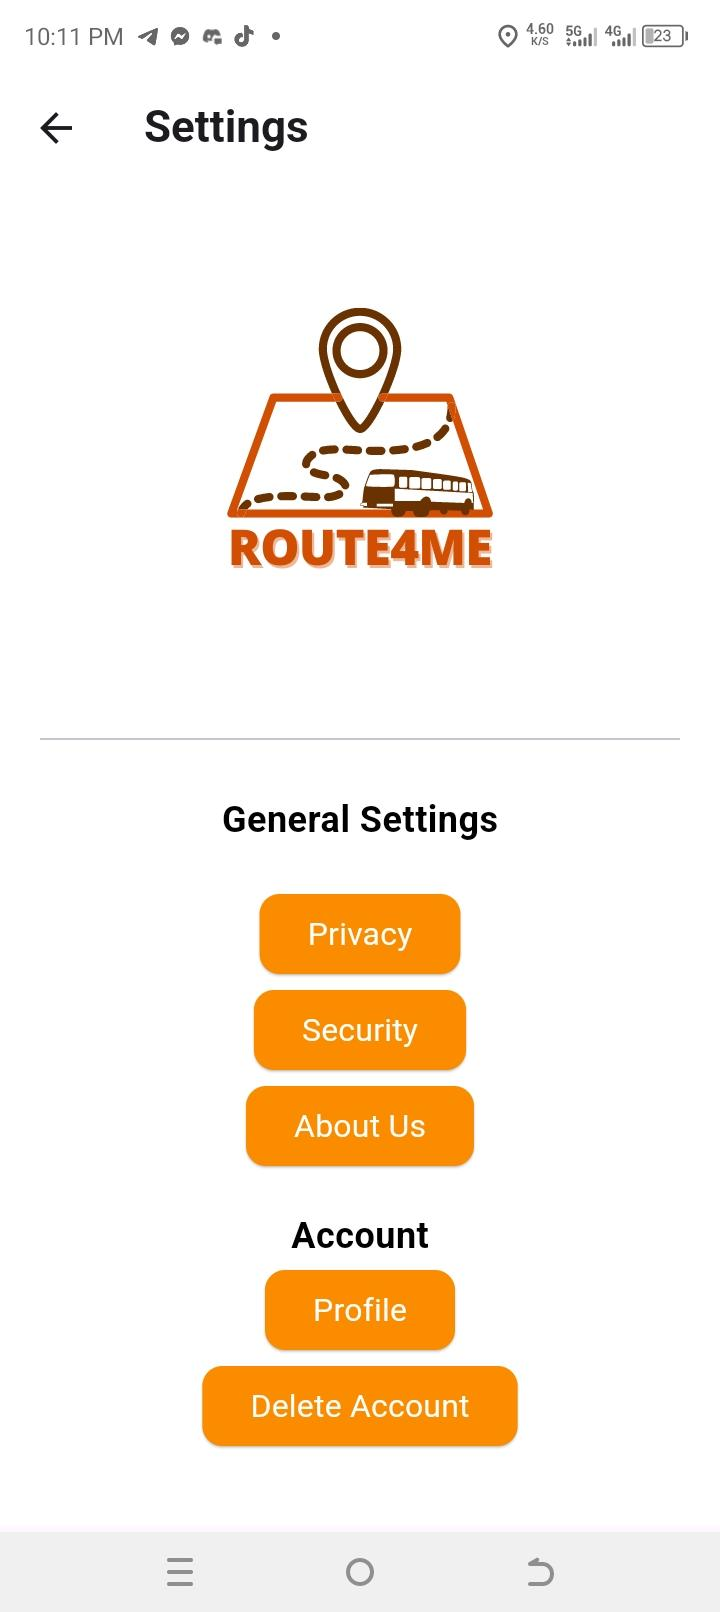 10:11 PM
4.60
K/S
5G
4G
23
Settings
ROUTE4ME
General Settings
Privacy
Security
About Us
Account
Profile
Delete Account